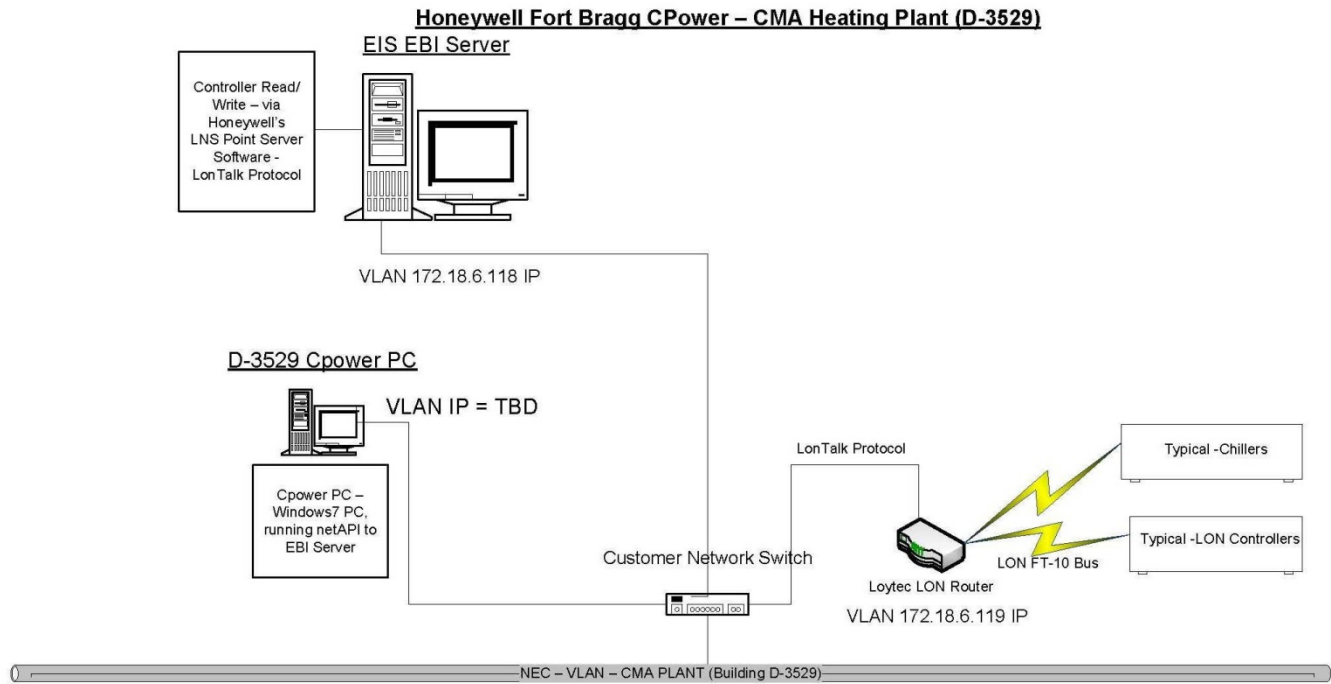 Honeywell Fort Bragg CPower – CMA Heating Plant (D-3529)
EIS EBI Server
Controller Read/
Write – via
Honeywell's
LNS Point Server
Software -
LonTalk Protocol
VLAN 172.18.6.118 IP
D-3529 Cpower PC
VLAN IP = TBD
Cpower PC –
Windows7 PC,
running netAPI to
EBI Server
Customer Network Switch
LonTalk Protocol
Typical -Chillers
Typical -LON Controllers
LON FT-10 Bus
Loytec LON Router
VLAN 172.18.6.119 IP
NEC – VLAN – CMA PLANT (Building D-3529)